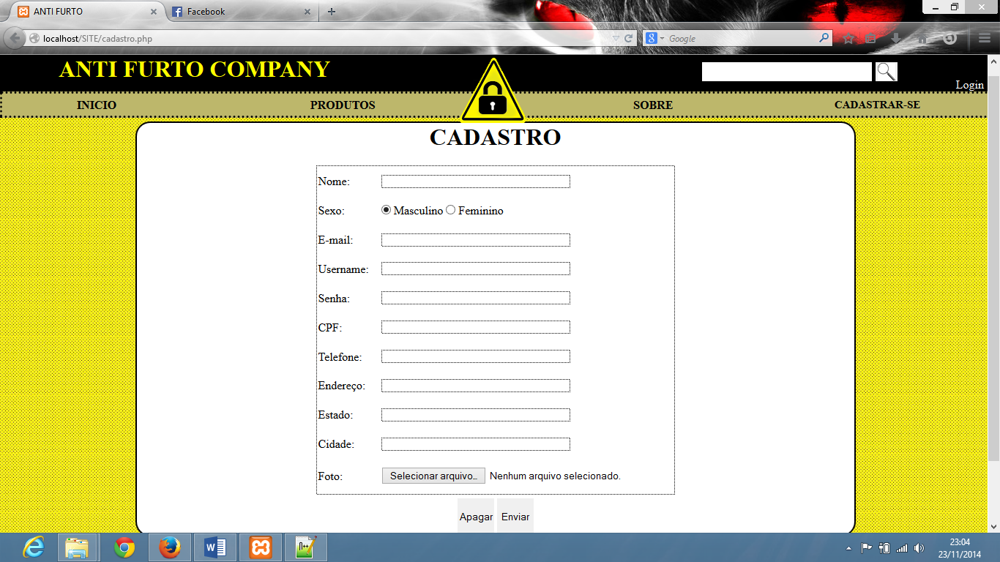 ANTI FURTO
Facebook
localhost/SITE/cadastro.php
Google
ANTI FURTO COMPANY
Login
INICIO PRODUTOS SOBRE CADASTRAR-SE
CADASTRO
Nome:
Sexo: Masculino Feminino
E-mail:
Username:
Senha:
CPF:
Telefone:
Endereço:
Estado:
Cidade:
Foto: Selecionar arquivo... Nenhum arquivo selecionado.
Apagar Enviar
23:04
23/11/2014